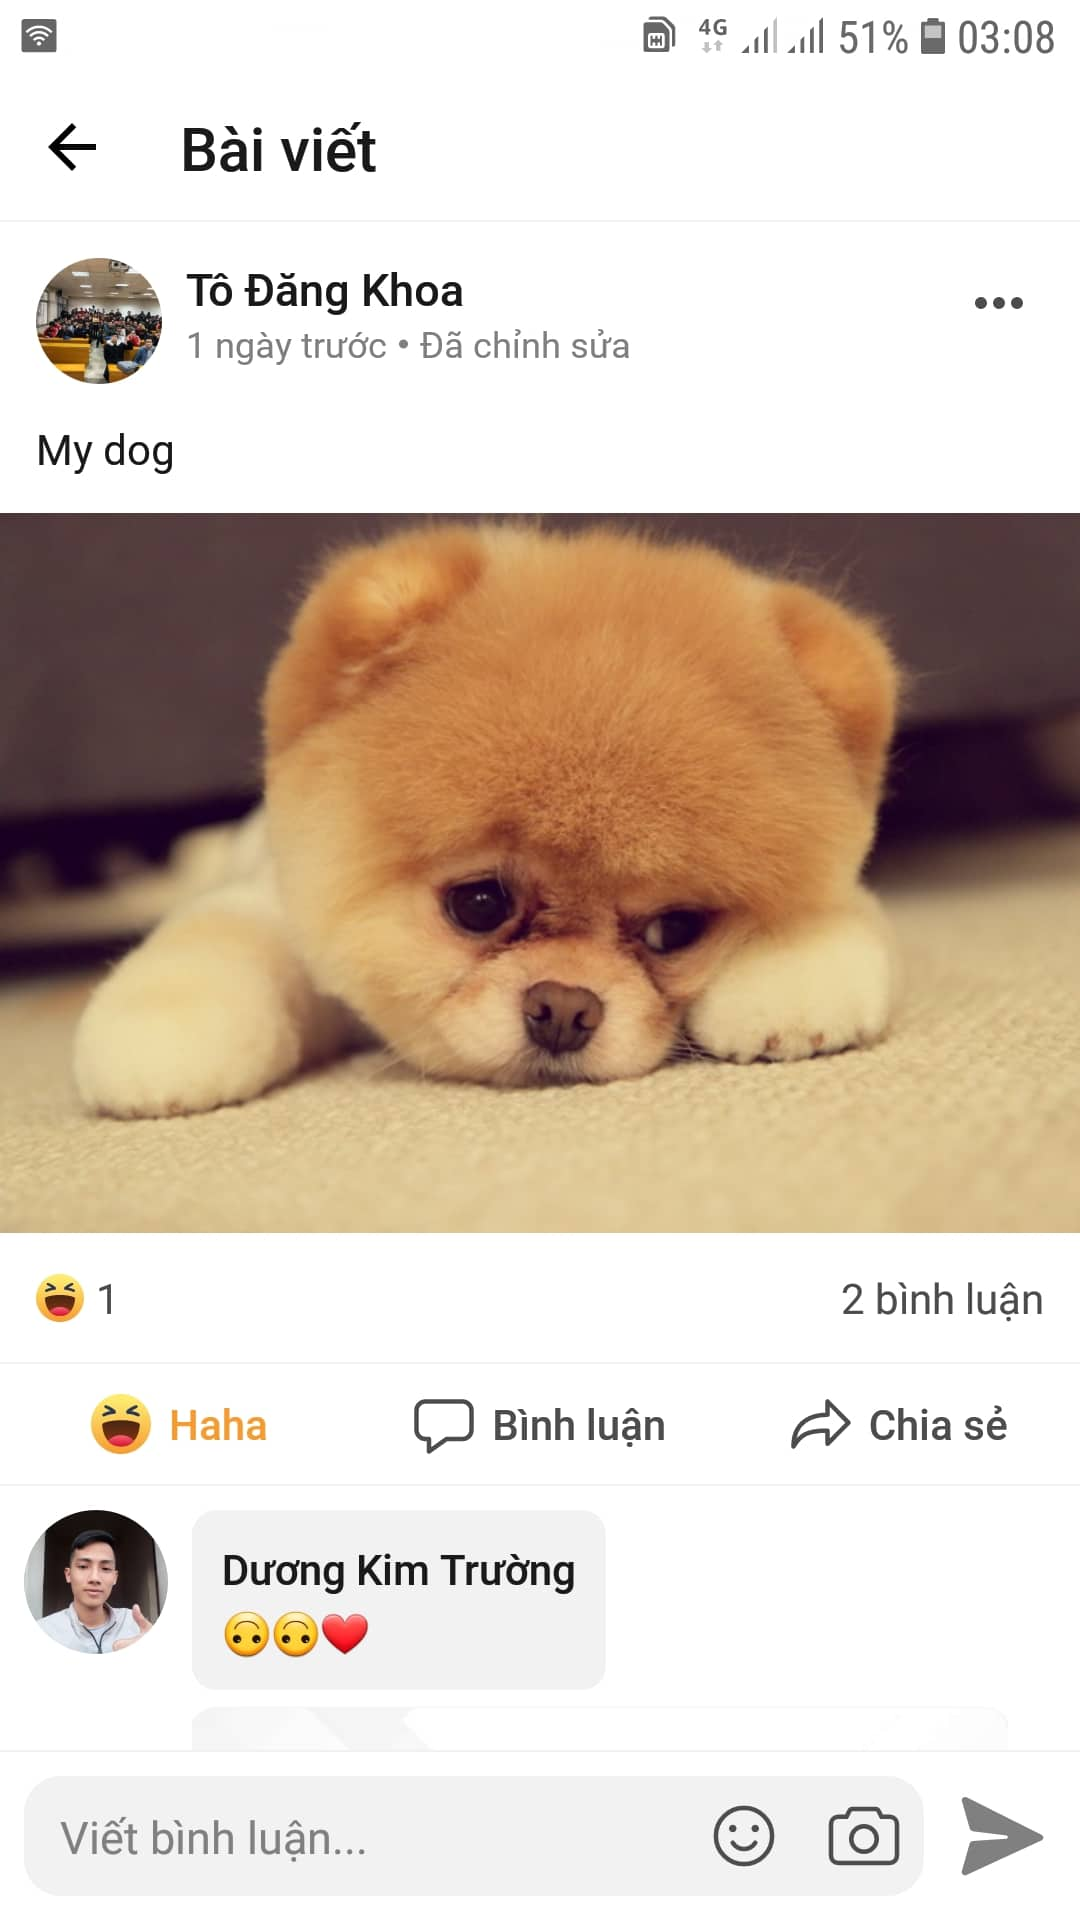 4G 51% 03:08
Bài viết
Tô Đăng Khoa
1 ngày trước • Đã chỉnh sửa
My dog
1 2 bình luận
Haha Bình luận Chia sẻ
Dương Kim Trường
🙃🙃❤️
Viết bình luận...